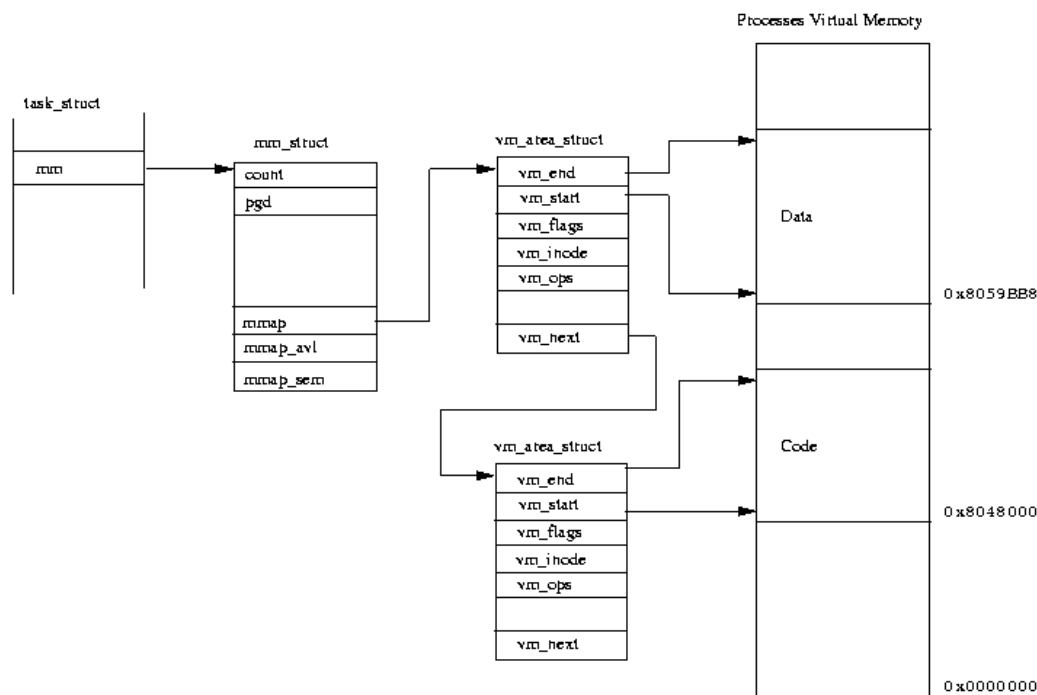 Processes Virtual Memory
task_struct
mm
mm_struct
count
pgd
mmap
mmap_avl
mmap_sem
vm_area_struct
vm_end
vm_start
vm_flags
vm_inode
vm_ops
vm_next
vm_area_struct
vm_end
vm_start
vm_flags
vm_inode
vm_ops
vm_next
Data
0x8059BB8
Code
0x8048000
0x0000000